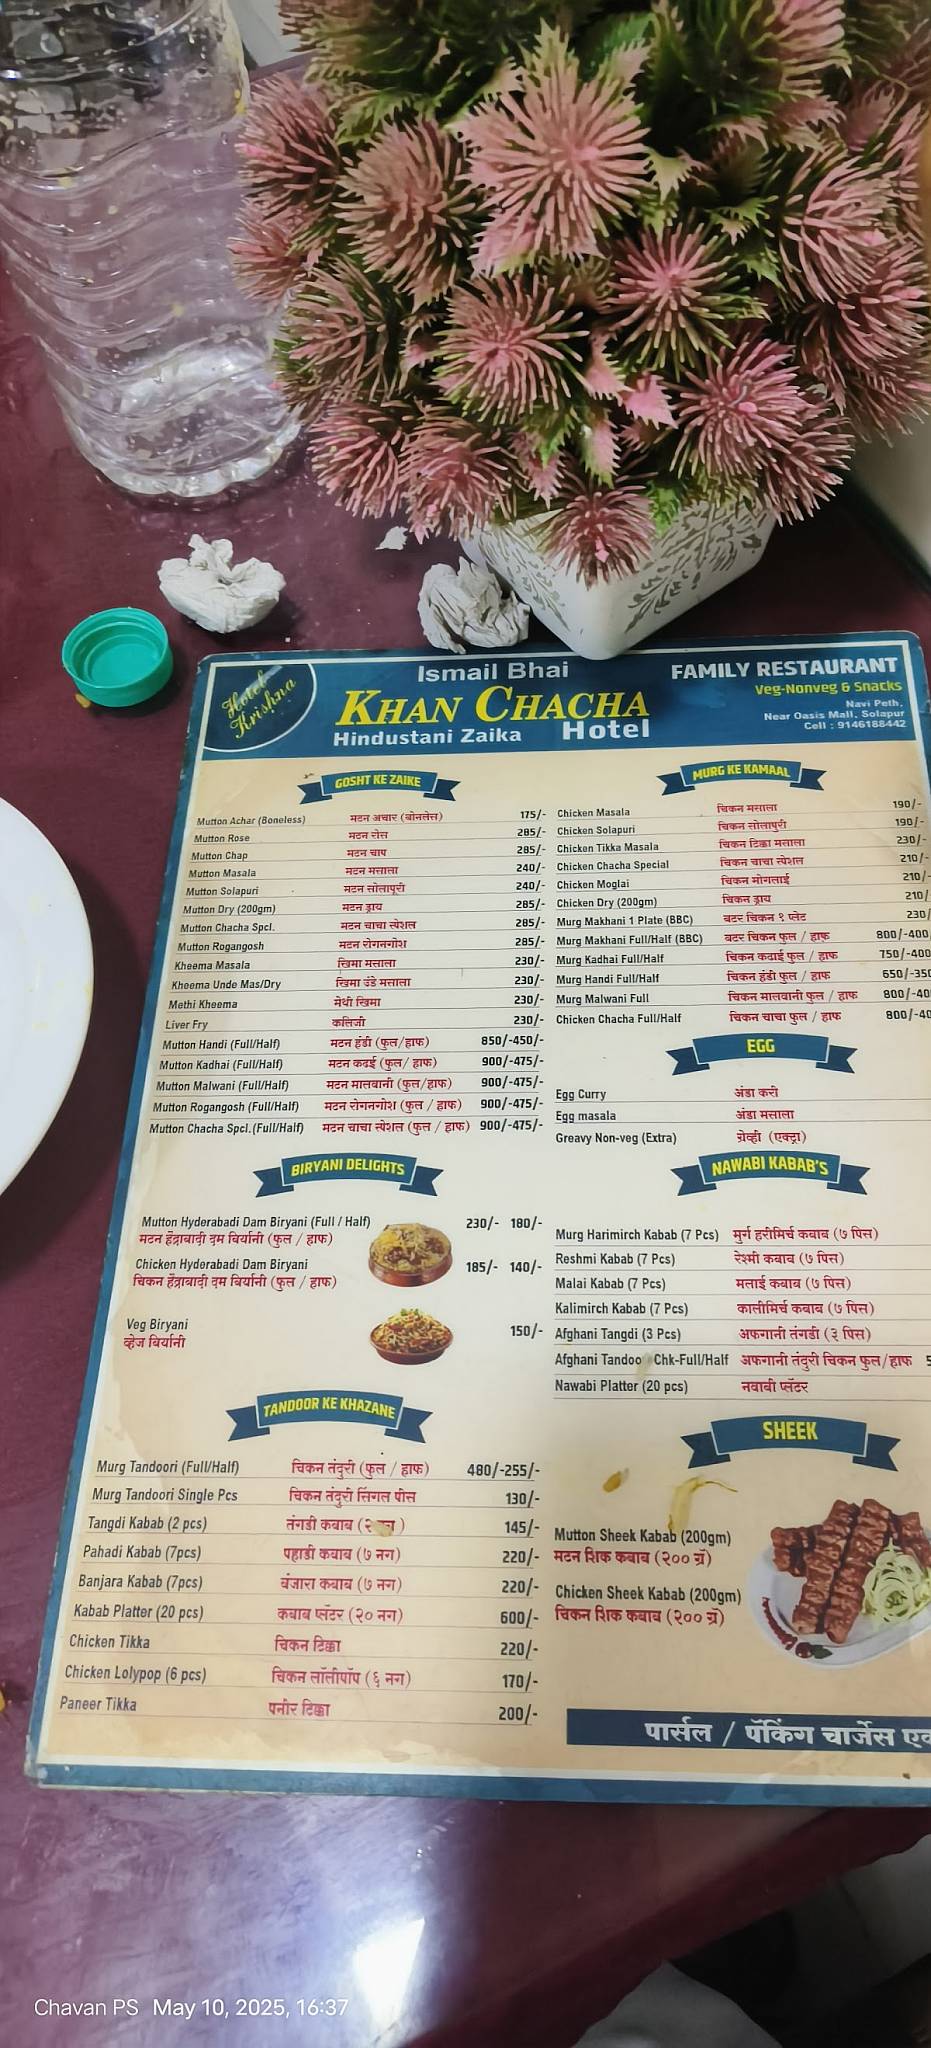 Hotel
Krishna
Ismail Bhai
KHAN CHACHA
Hindustani Zaika Hotel
FAMILY RESTAURANT
Veg-Nonveg & Snacks
Navi Peth,
Near Oasis Mall, Solapur
Cell : 9146188442
GOSHT KE ZAIKE
Mutton Achar (Boneless) मटन अचार (बोनलेस) 175/-
Mutton Rose मटन रोस 285/-
Mutton Chap मटन चाप 285/-
Mutton Masala मटन मसाला 240/-
Mutton Solapuri मटन सोलापूरी 240/-
Mutton Dry (200gm) मटन ड्राय 285/-
Mutton Chacha Spcl. मटन चाचा स्पेशल 285/-
Mutton Rogangosh मटन रोगनगोश 285/-
Kheema Masala खिमा मसाला 230/-
Kheema Unde Mas/Dry खिमा उंडे मसाला 230/-
Methi Kheema मेथी खिमा 230/-
Liver Fry कलिजी 230/-
Mutton Handi (Full/Half) मटन हंडी (फुल/हाफ) 850/-450/-
Mutton Kadhai (Full/Half) मटन कढई (फुल/ हाफ) 900/-475/-
Mutton Malwani (Full/Half) मटन मालवानी (फुल/हाफ) 900/-475/-
Mutton Rogangosh (Full/Half) मटन रोगनगोश (फुल / हाफ) 900/-475/-
Mutton Chacha Spcl.(Full/Half) मटन चाचा स्पेशल (फुल / हाफ) 900/-475/-
BIRYANI DELIGHTS
Mutton Hyderabadi Dam Biryani (Full / Half) 230/- 180/-
मटन हैद्राबादी दम बिर्यानी (फुल / हाफ)
Chicken Hyderabadi Dam Biryani 185/- 140/-
चिकन हैद्राबादी दम बिर्यानी (फुल / हाफ)
Veg Biryani 150/-
व्हेज बिर्यानी
TANDOOR KE KHAZANE
Murg Tandoori (Full/Half) चिकन तंदुरी (फुल / हाफ) 480/-255/-
Murg Tandoori Single Pcs चिकन तंदुरी सिंगल पीस 130/-
Tangdi Kabab (2 pcs) तंगडी कबाब 145/-
Pahadi Kabab (7pcs) पहाडी कबाब (७ नग) 220/-
Banjara Kabab (7pcs) बंजारा कबाब (७ नग) 220/-
Kabab Platter (20 pcs) कबाब प्लॅटर (२० नग) 600/-
Chicken Tikka चिकन टिक्का 220/-
Chicken Lolypop (6 pcs) चिकन लॉलीपॉप (६ नग) 170/-
Paneer Tikka पनीर टिक्का 200/-
MURG KE KAMAAL
Chicken Masala चिकन मसाला 190/-
Chicken Solapuri चिकन सोलापुरी 190/-
Chicken Tikka Masala चिकन टिक्का मसाला 230/-
Chicken Chacha Special चिकन चाचा स्पेशल 210/-
Chicken Moglai चिकन मोगलाई 210/-
Chicken Dry (200gm) चिकन ड्राय 210/-
Murg Makhani 1 Plate (BBC) बटर चिकन १ प्लेट 230/
Murg Makhani Full/Half (BBC) बटर चिकन फुल / हाफ 800/-400/
Murg Kadhai Full/Half चिकन कढाई फुल / हाफ 750/-400
Murg Handi Full/Half चिकन हंडी फुल / हाफ 650/-350
Murg Malwani Full चिकन मालवानी फुल / हाफ 800/-40
Chicken Chacha Full/Half चिकन चाचा फुल / हाफ 800/-40
EGG
Egg Curry अंडा करी
Egg masala अंडा मसाला
Greavy Non-veg (Extra) ग्रेव्ही (एक्ट्रा)
NAWABI KABAB'S
Murg Harimirch Kabab (7 Pcs) मुर्ग हरीमिर्च कबाब (७ पिस)
Reshmi Kabab (7 Pcs) रेश्मी कबाब (७ पिस)
Malai Kabab (7 Pcs) मलाई कबाब (७ पिस)
Kalimirch Kabab (7 Pcs) कालीमिर्च कबाब (७ पिस)
Afghani Tangdi (3 Pcs) अफगानी तंगडी (३ पिस)
Afghani Tandoo Chk-Full/Half अफगानी तंदुरी चिकन फुल/हाफ 5
Nawabi Platter (20 pcs) नवाबी प्लॅटर
SHEEK
Mutton Sheek Kabab (200gm)
मटन शिक कबाब (२०० ग्रॅ)
Chicken Sheek Kabab (200gm)
चिकन शिक कबाब (२०० ग्रॅ)
पार्सल / पॅकिंग चार्जेस
Chavan PS May 10, 2025, 16:37